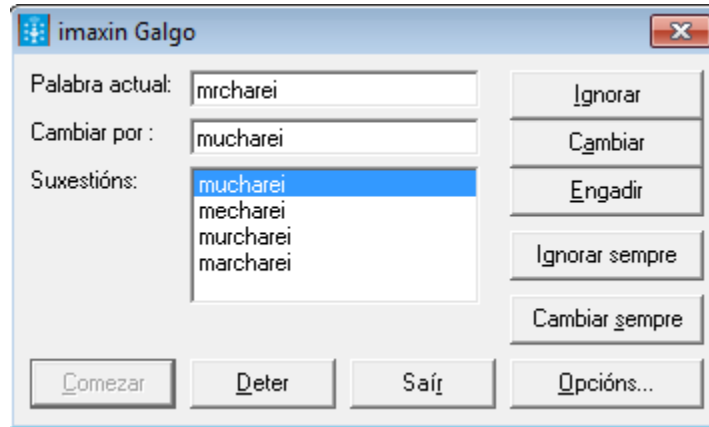 imaxin Galgo
Palabra actual: mrcharei
Ignorar
Cambiar por : mucharei
Cambiar
Suxestións:
mucharei
mecharei
murcharei
marcharei
Engadir
Ignorar sempre
Cambiar sempre
Comezar Deter Saír Opcións...